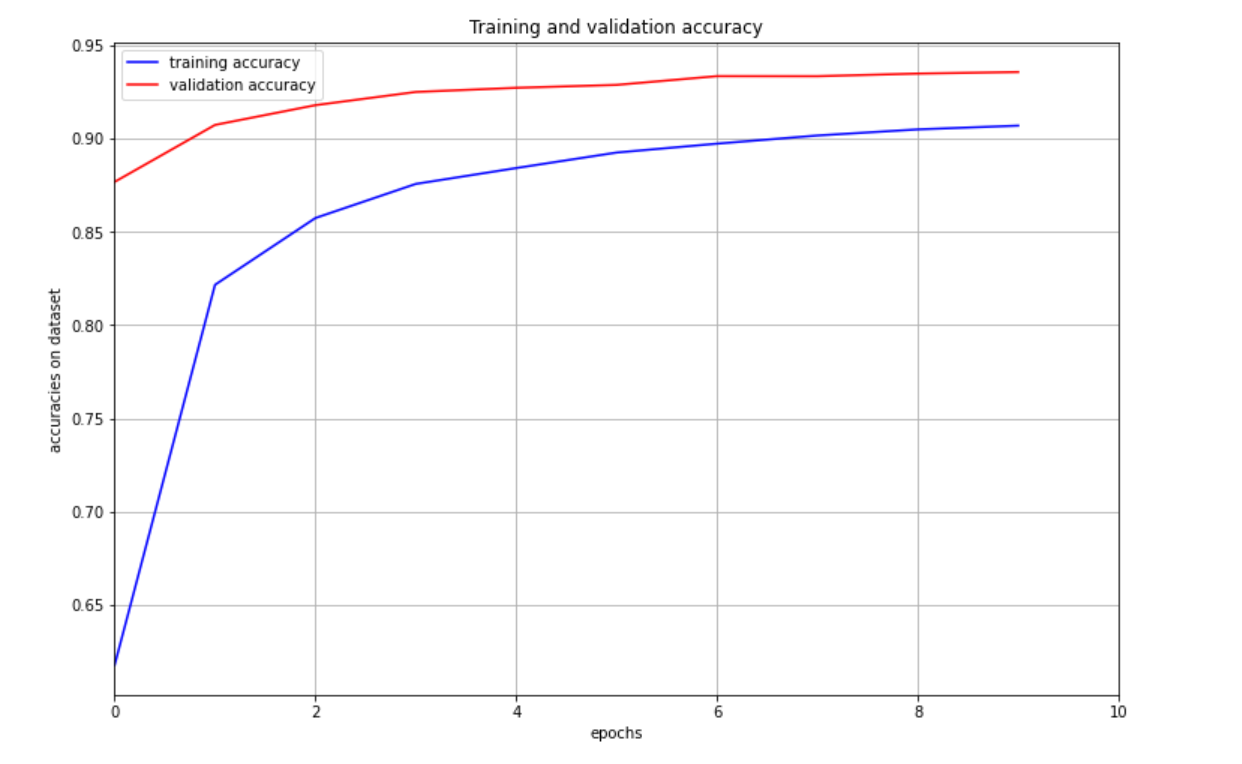 Training and validation accuracy
training accuracy
validation accuracy
0.95
0.90
0.85
0.80
0.75
0.70
0.65
accuracies on dataset
0 2 4 6 8 10
epochs